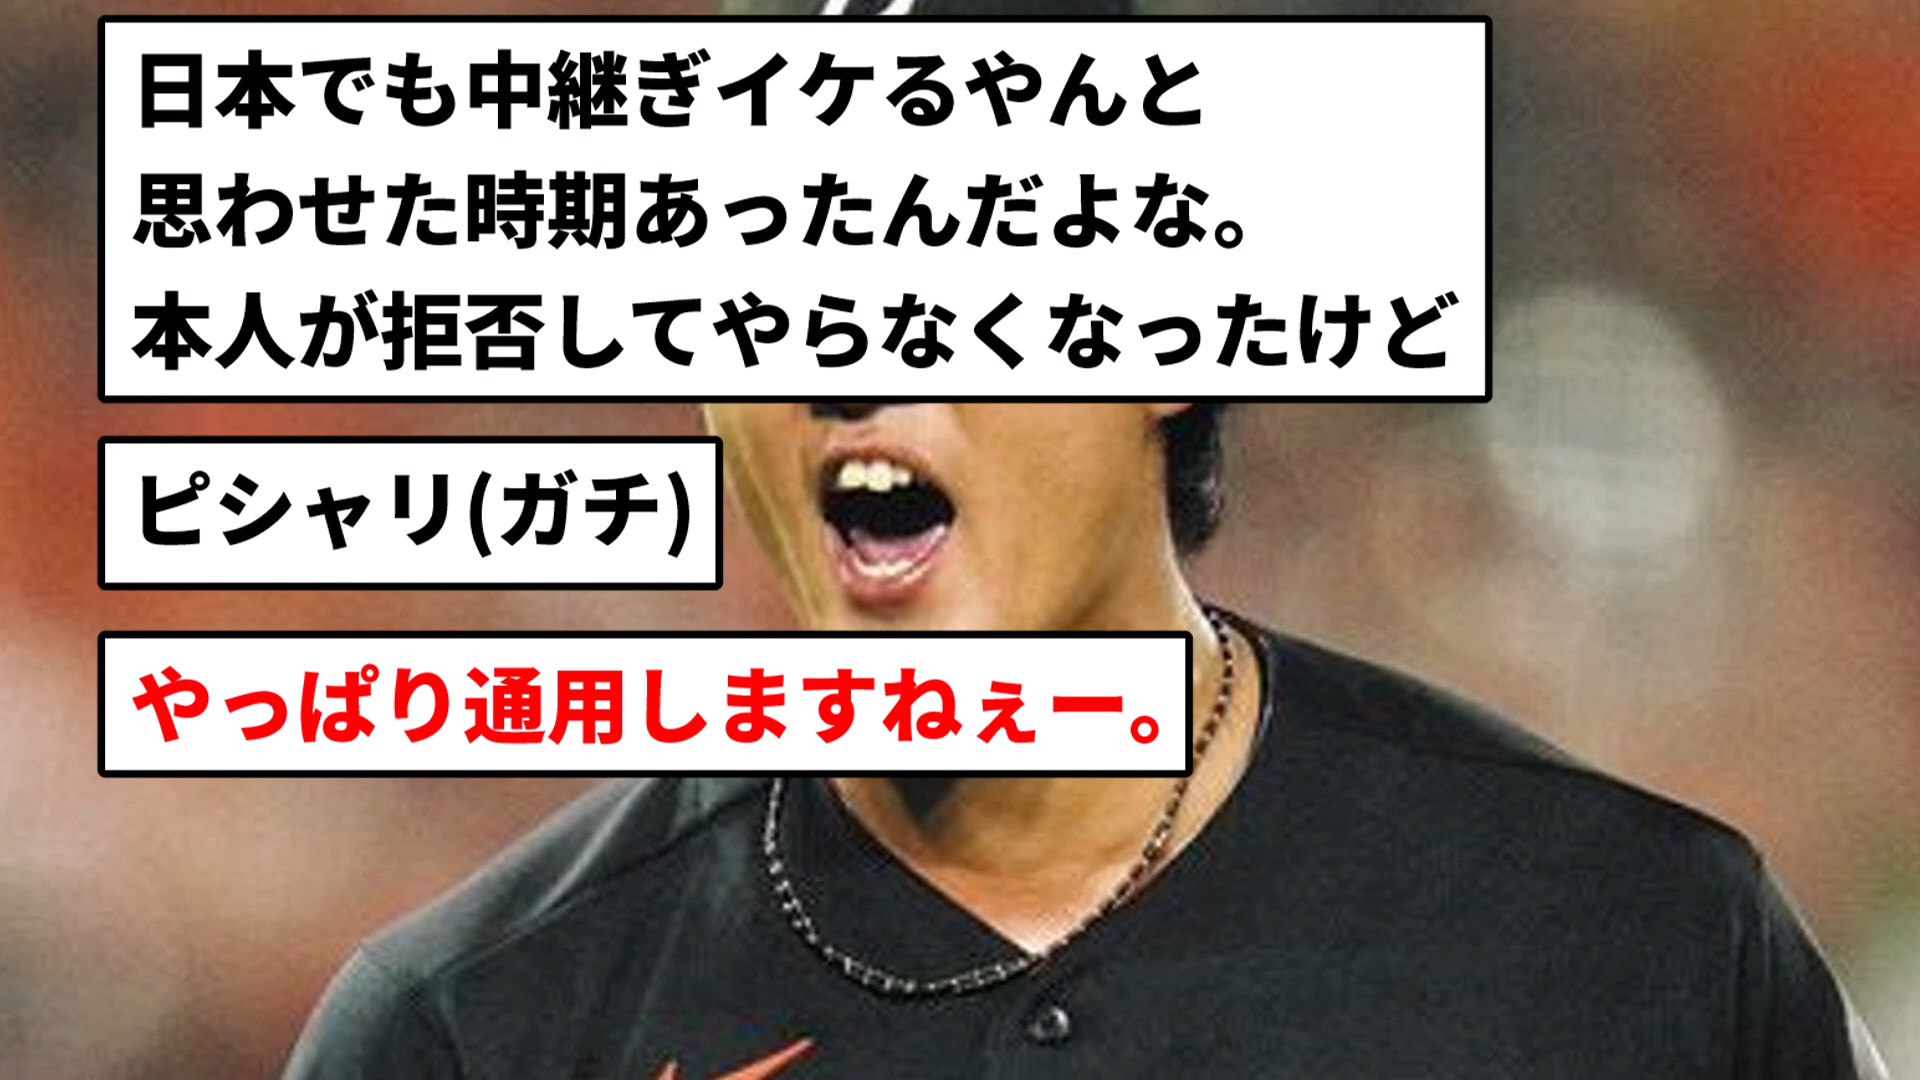 日本でも中継ぎイケるやんと
思わせた時期あったんだよな。
本人が拒否してやらなくなったけど
ピシャリ(ガチ)
やっぱり通用しますねぇー。